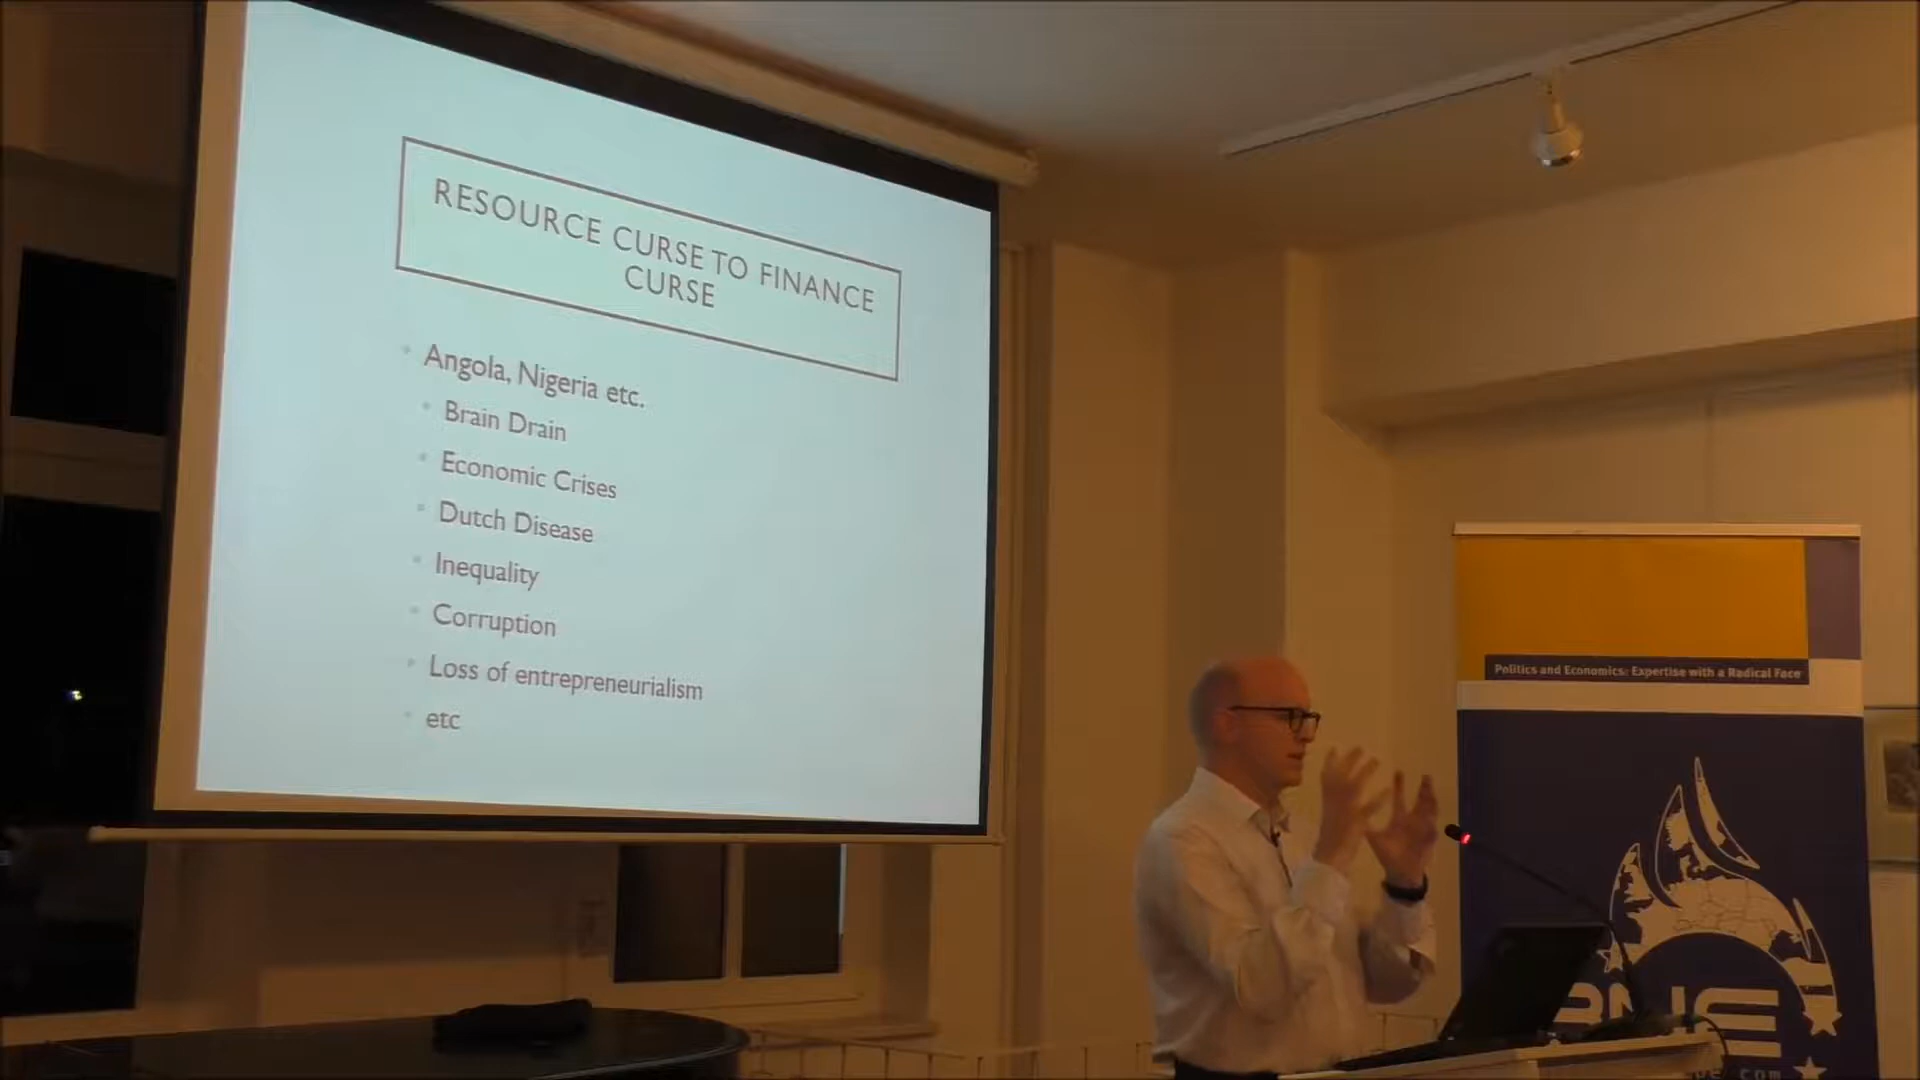 RESOURCE CURSE TO FINANCE
CURSE
Angola, Nigeria etc.
Brain Drain
Economic Crises
Dutch Disease
Inequality
Corruption
Loss of entrepreneurialism
etc
Politics and Economics: Expertise with a Radical Face